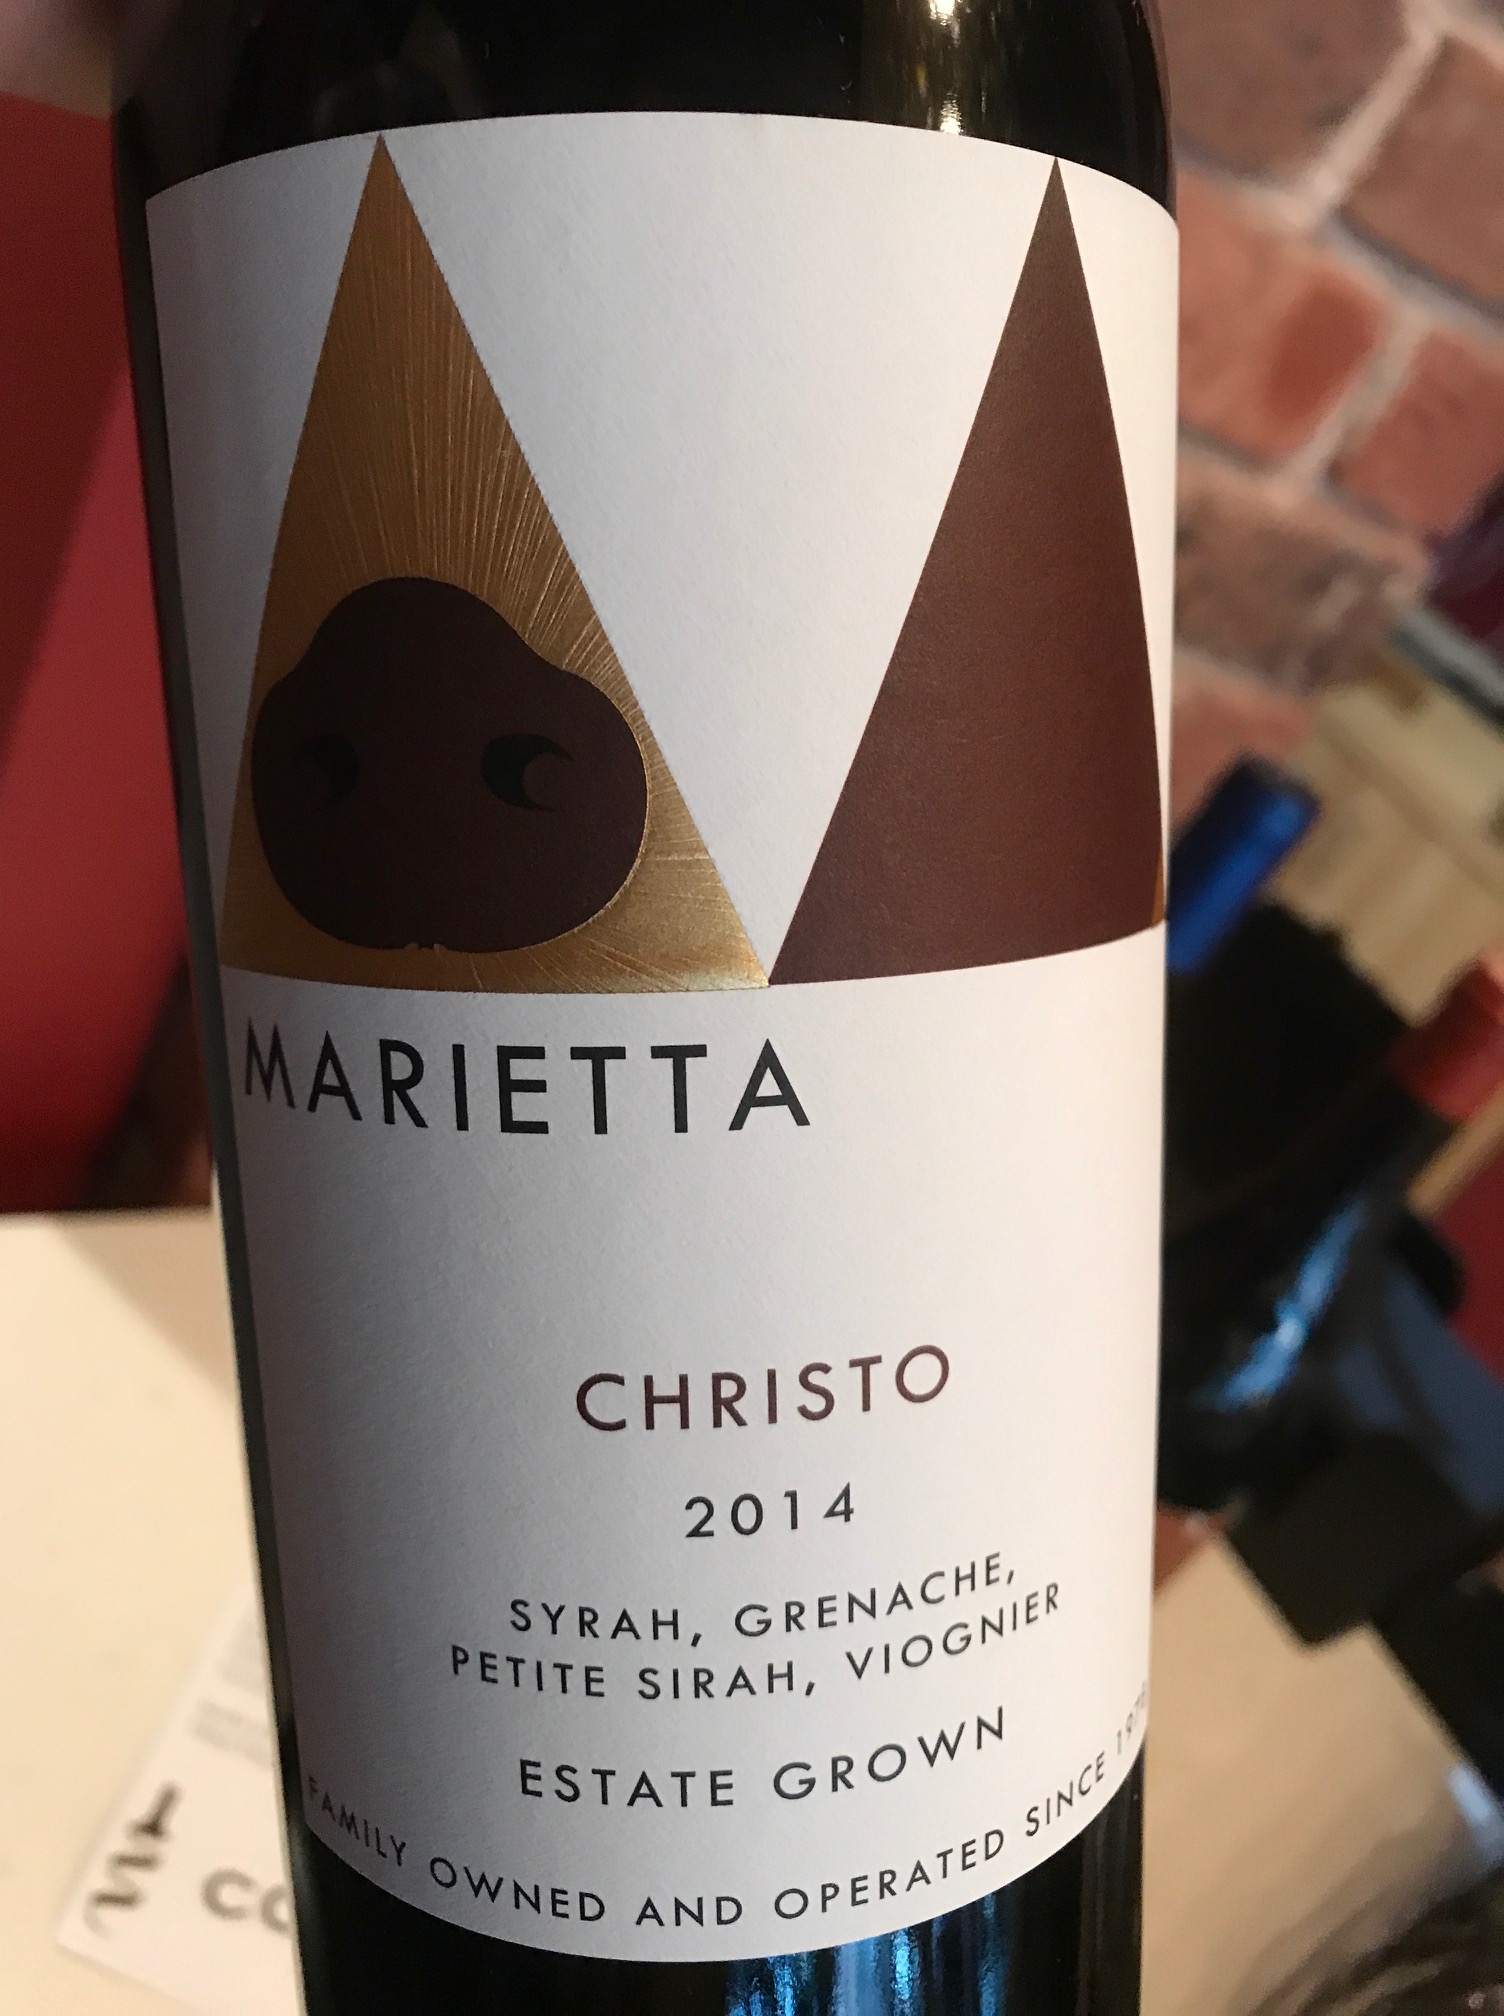 MARIETTA
CHRISTO
2014
SYRAH, GRENACHE,
PETITE SIRAH, VIOGNIER
ESTATE GROWN
FAMILY OWNED AND OPERATED SINCE